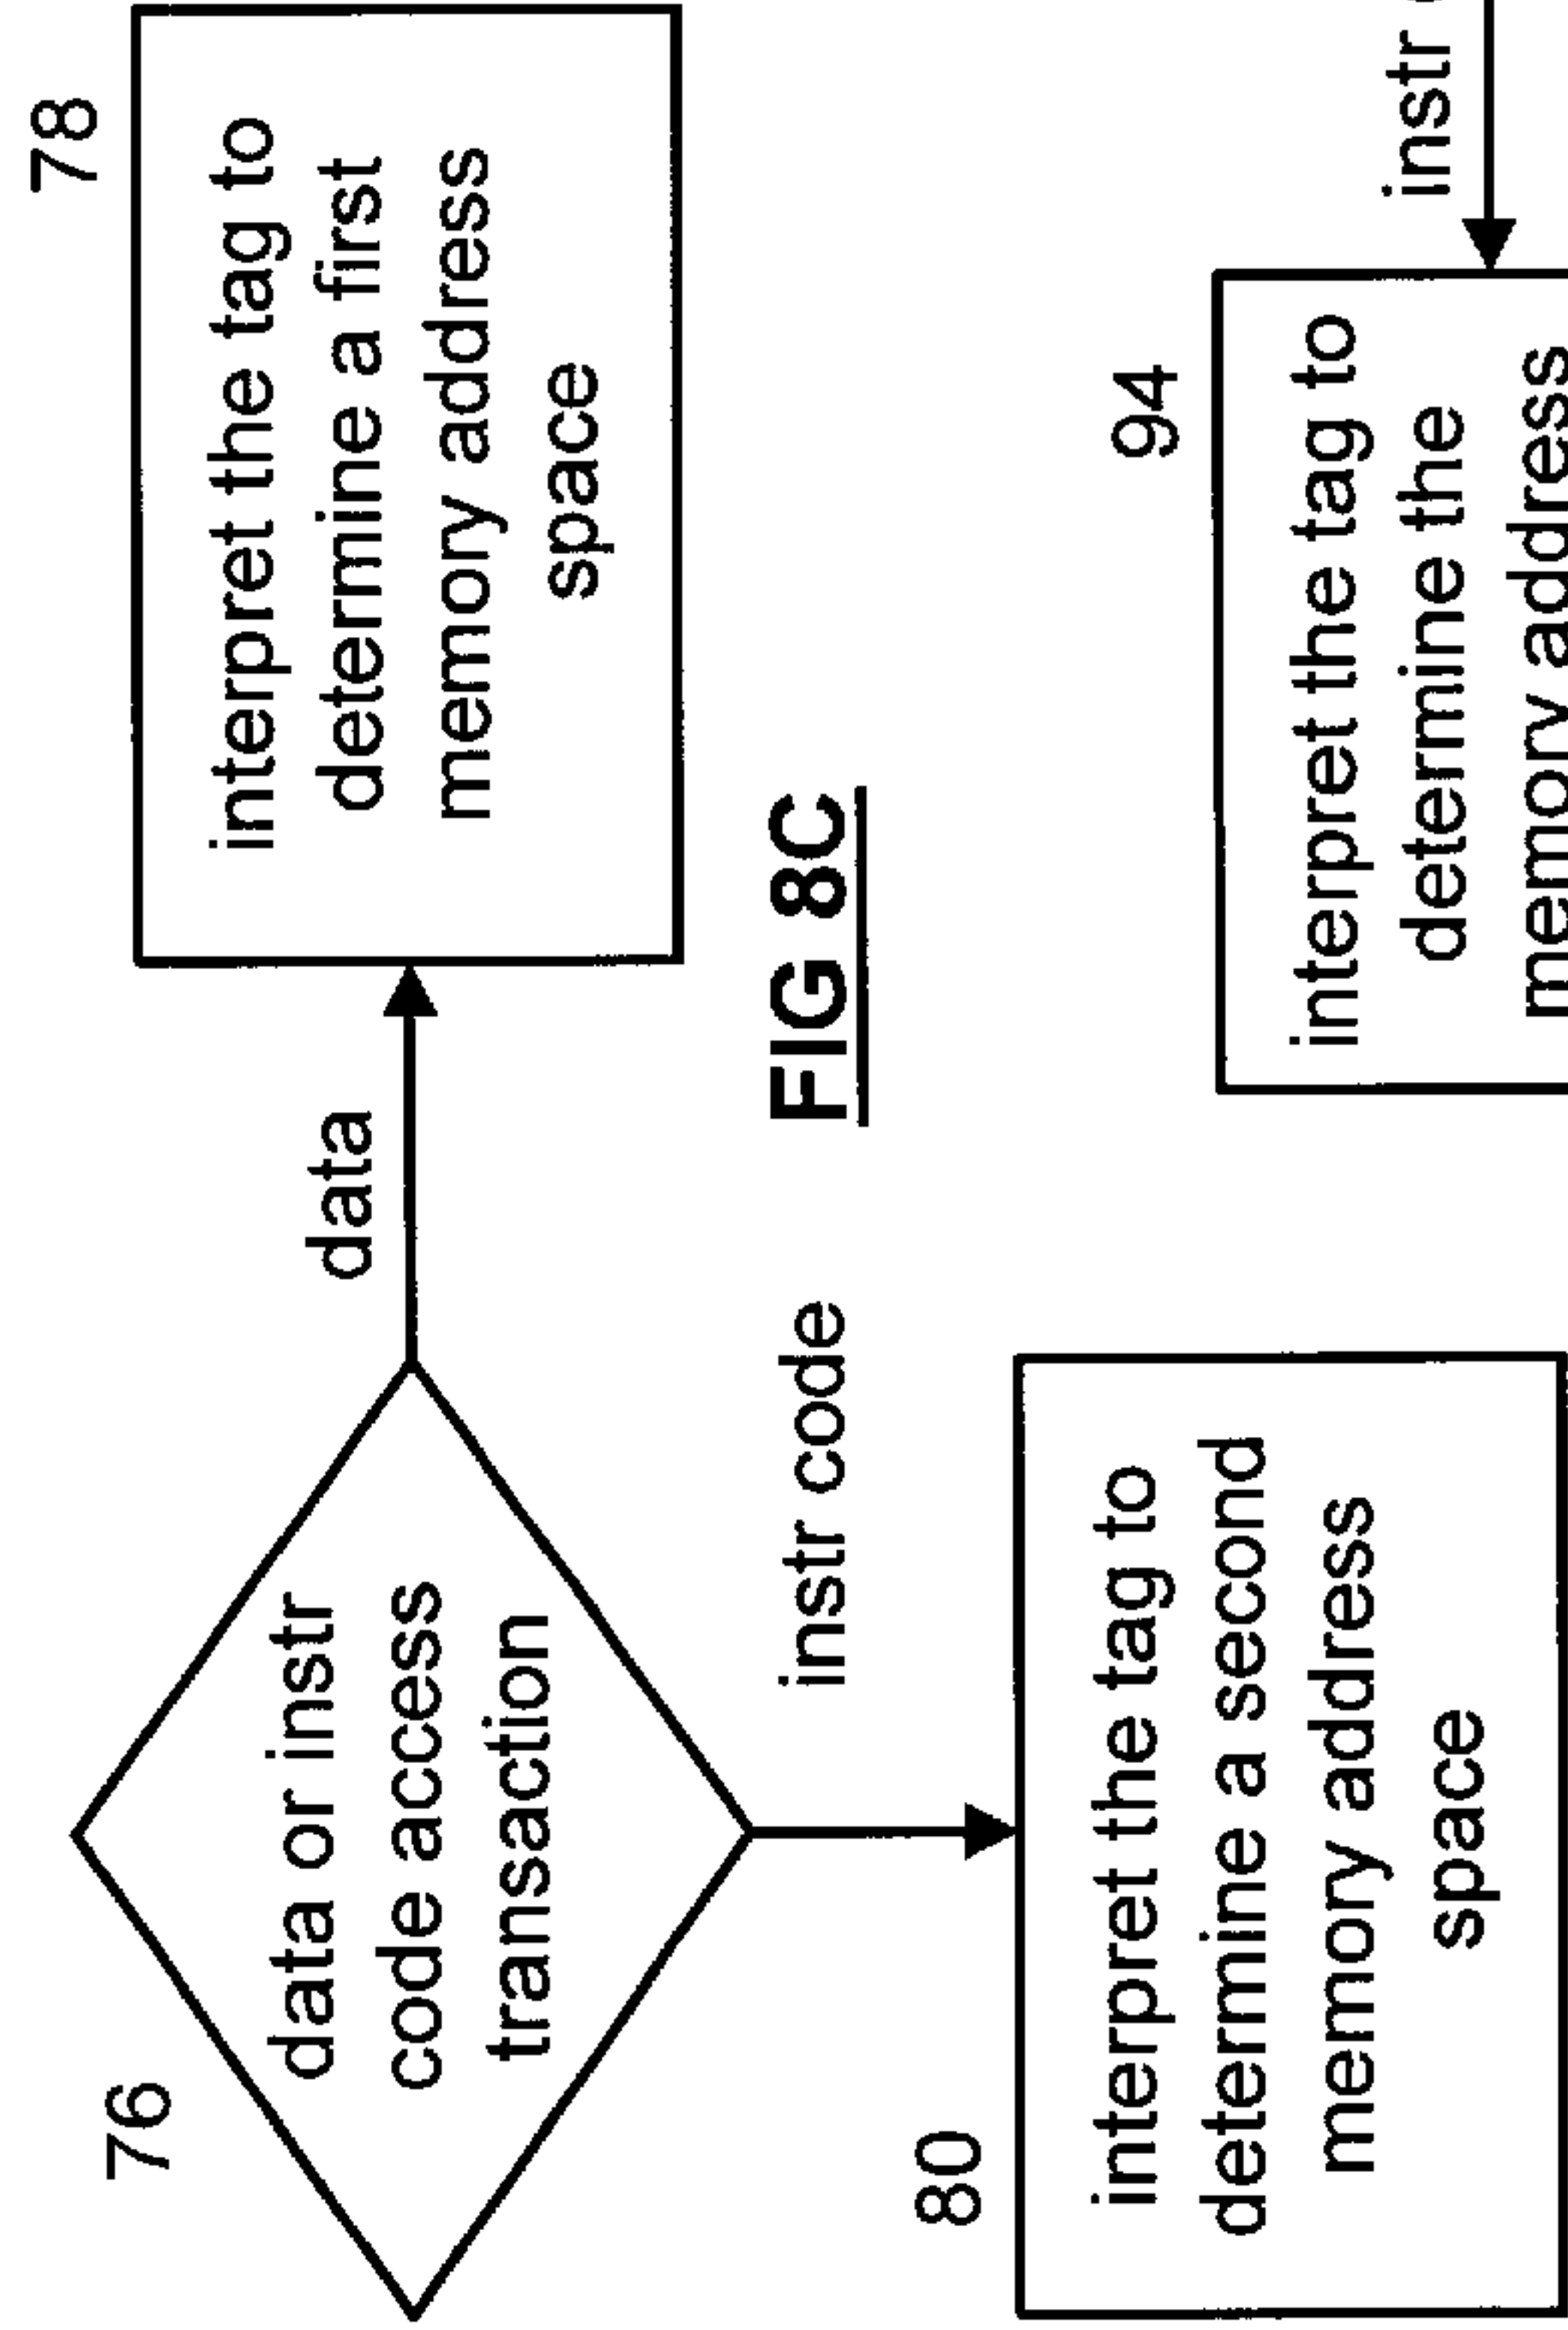 76
data or instr
code access
transaction
data
78
interpret the tag to
determine a first
memory address
space
instr code
FIG 8C
80
interpret the tag to
determine a second
memory address
space
94
interpret the tag to
determine the
memory address
instr